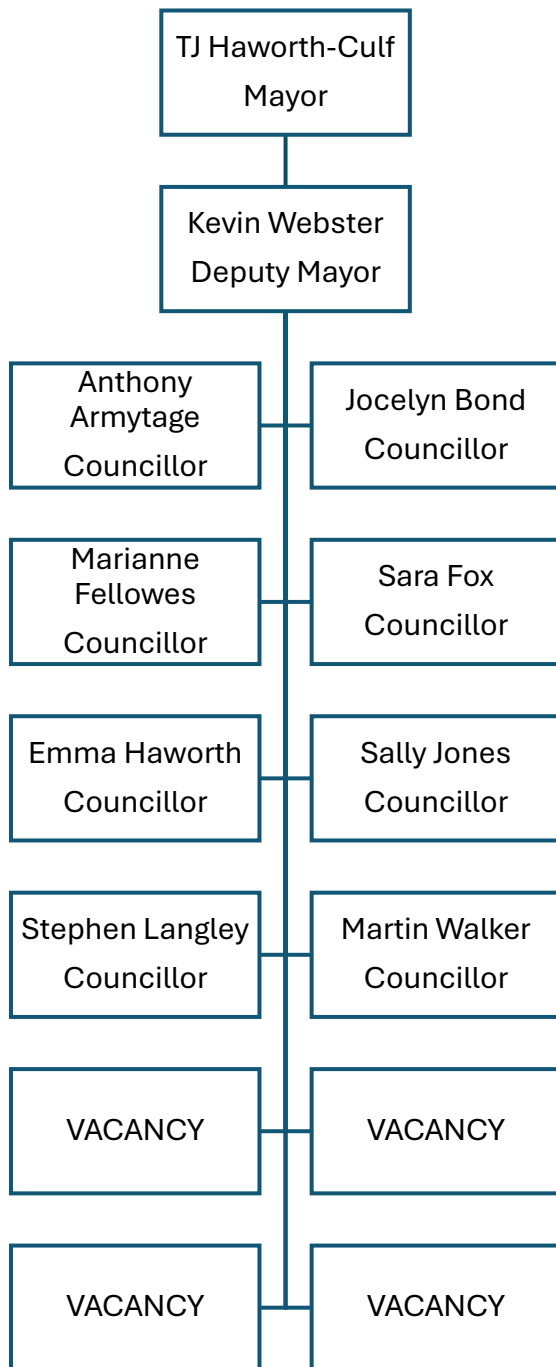 TJ Haworth-Culf
Mayor
Kevin Webster
Deputy Mayor
Anthony
Armytage
Councillor
Jocelyn Bond
Councillor
Marianne
Fellowes
Councillor
Sara Fox
Councillor
Emma Haworth
Councillor
Sally Jones
Councillor
Stephen Langley
Councillor
Martin Walker
Councillor
VACANCY
VACANCY
VACANCY
VACANCY